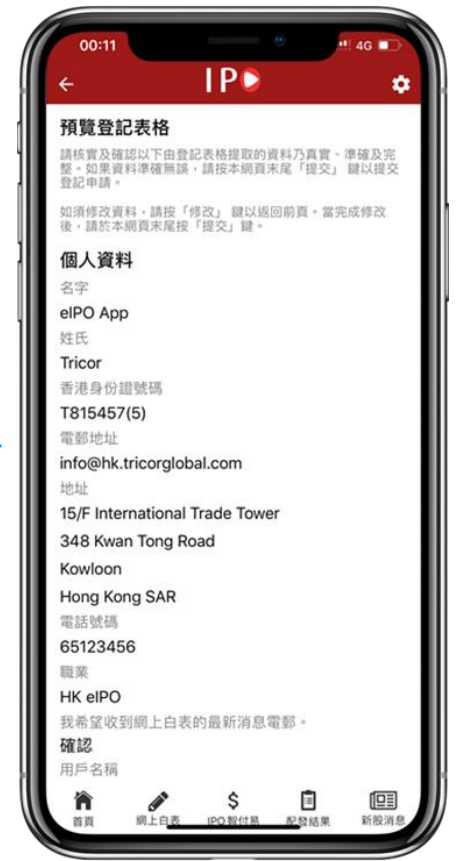 00:11
4G
IPO
預覽登記表格
請核實及確認以下由登記表格提取的資料乃真實、準確及完
整。如果資料準確無誤，請按本網頁末尾「提交」 鍵以提交
登記申請。
如須修改資料，請按「修改」 鍵以返回前頁。當完成修改
後，請於本網頁末尾按「提交」鍵。
個人資料
名字
eIPO App
姓氏
Tricor
香港身份證號碼
T815457(5)
電郵地址
info@hk.tricorglobal.com
地址
15/F International Trade Tower
348 Kwan Tong Road
Kowloon
Hong Kong SAR
電話號碼
65123456
職業
HK eIPO
我希望收到網上白表的最新消息電郵。
確認
用戶名稱
首頁 網上白表 IPO智付易 配發結果 新股消息